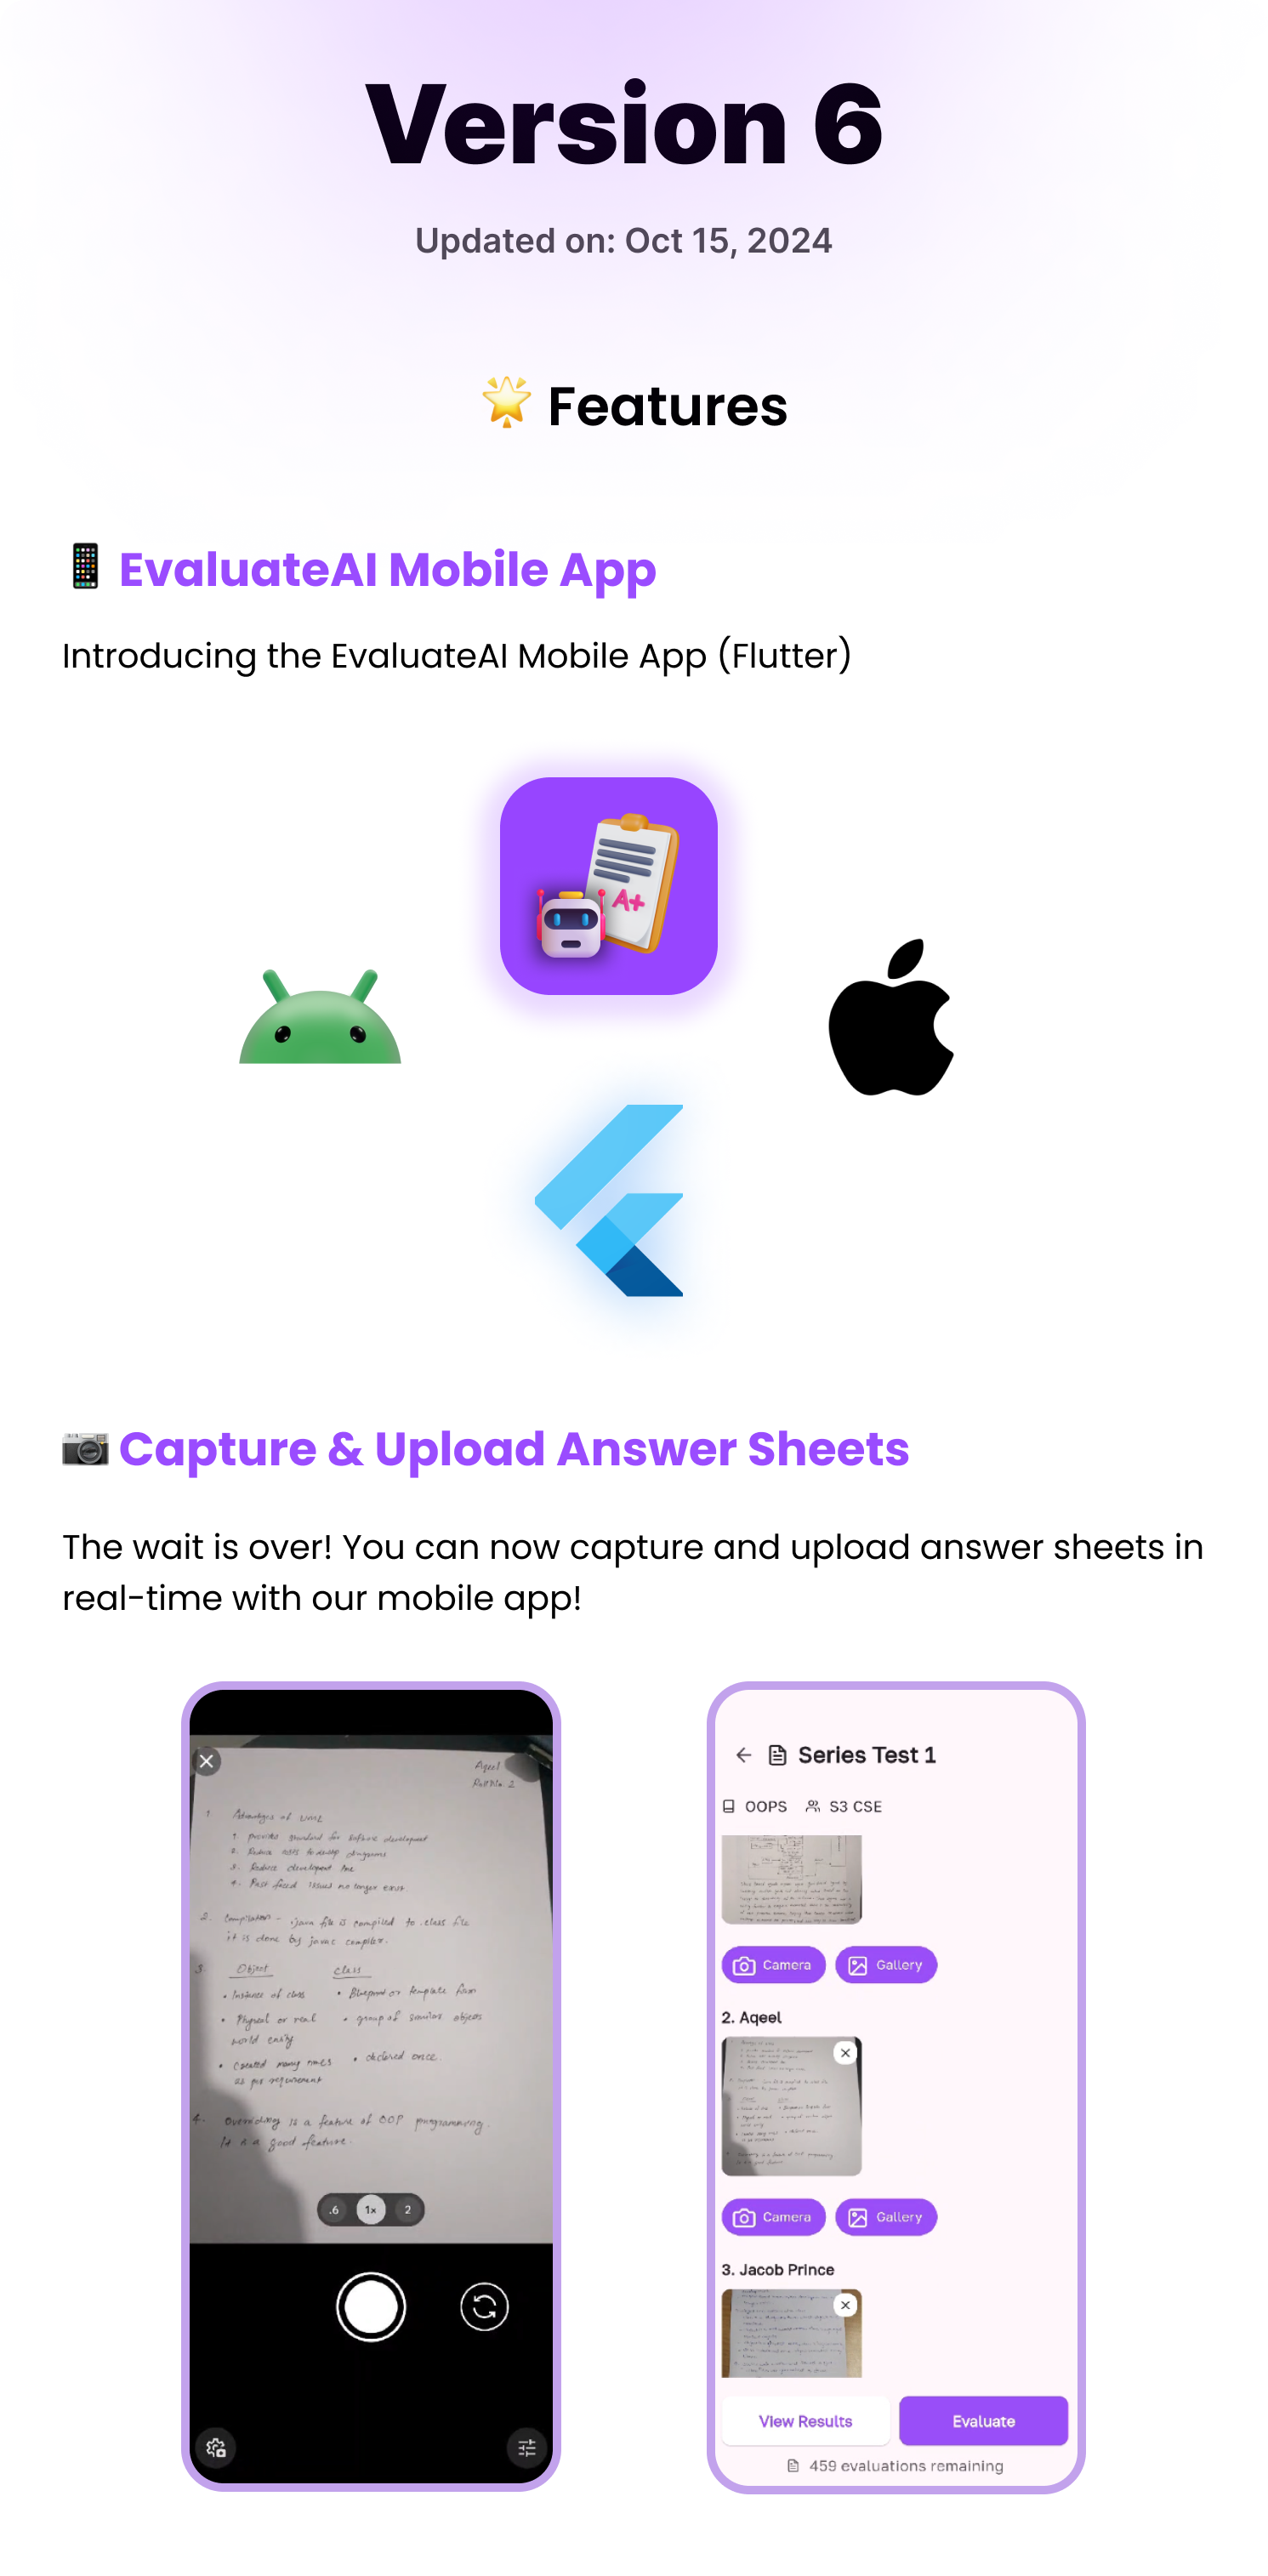 Version 6
Updated on: Oct 15, 2024
Features
EvaluateAI Mobile App
Introducing the EvaluateAI Mobile App (Flutter)
A+
Capture & Upload Answer Sheets
The wait is over! You can now capture and upload answer sheets in
real-time with our mobile app!
Aqeel
Roll No. 2
1. Advantages of UML
1. provides standard for software development
2. Reduce costs to develop diagrams
3. Reduce development time
4. Past faced issues no longer exist.
2. Compilation - .java file is compiled to .class file
it is done by javac compiler.
3. Object class
• Instance of class • Blueprint or template from
• Physical or real • group of similar objects
world entity
• Created many times • declared once.
as per requirement
4. Overriding is a feature of OOP programming.
It is a good feature.
.6 1x 2
Series Test 1
OOPS S3 CSE
Camera Gallery
2. Aqeel
Camera Gallery
3. Jacob Prince
View Results Evaluate
459 evaluations remaining